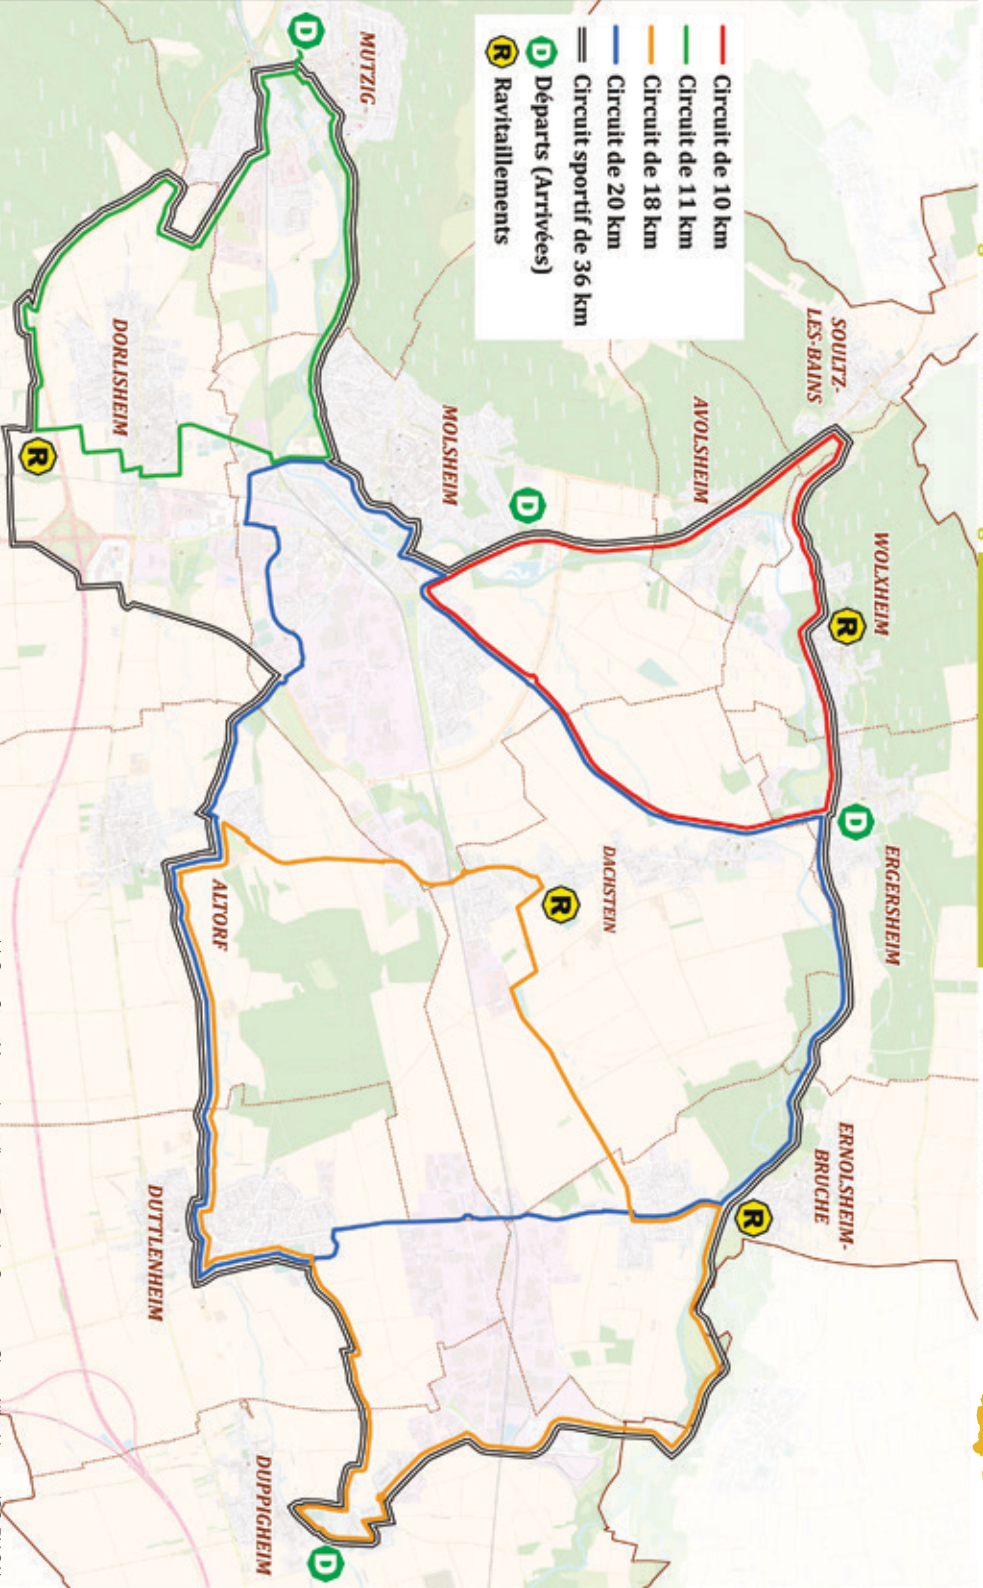 Circuit de 10 km
Circuit de 11 km
Circuit de 18 km
Circuit de 20 km
Circuit sportif de 36 km
D Départs (Arrivées)
R Ravitaillements
SOULTZ-
LES-BAINS
WOLXHEIM
R
ERGERSHEIM
D
ERNOLSHEIM-
BRUCHE
R
AVOLSHEIM
D
MOLSHEIM
DACHSTEIN
R
MUTZIG
D
DORLISHEIM
R
ALTORF
DUTTLENHEIM
DUPPIGHEIM
D